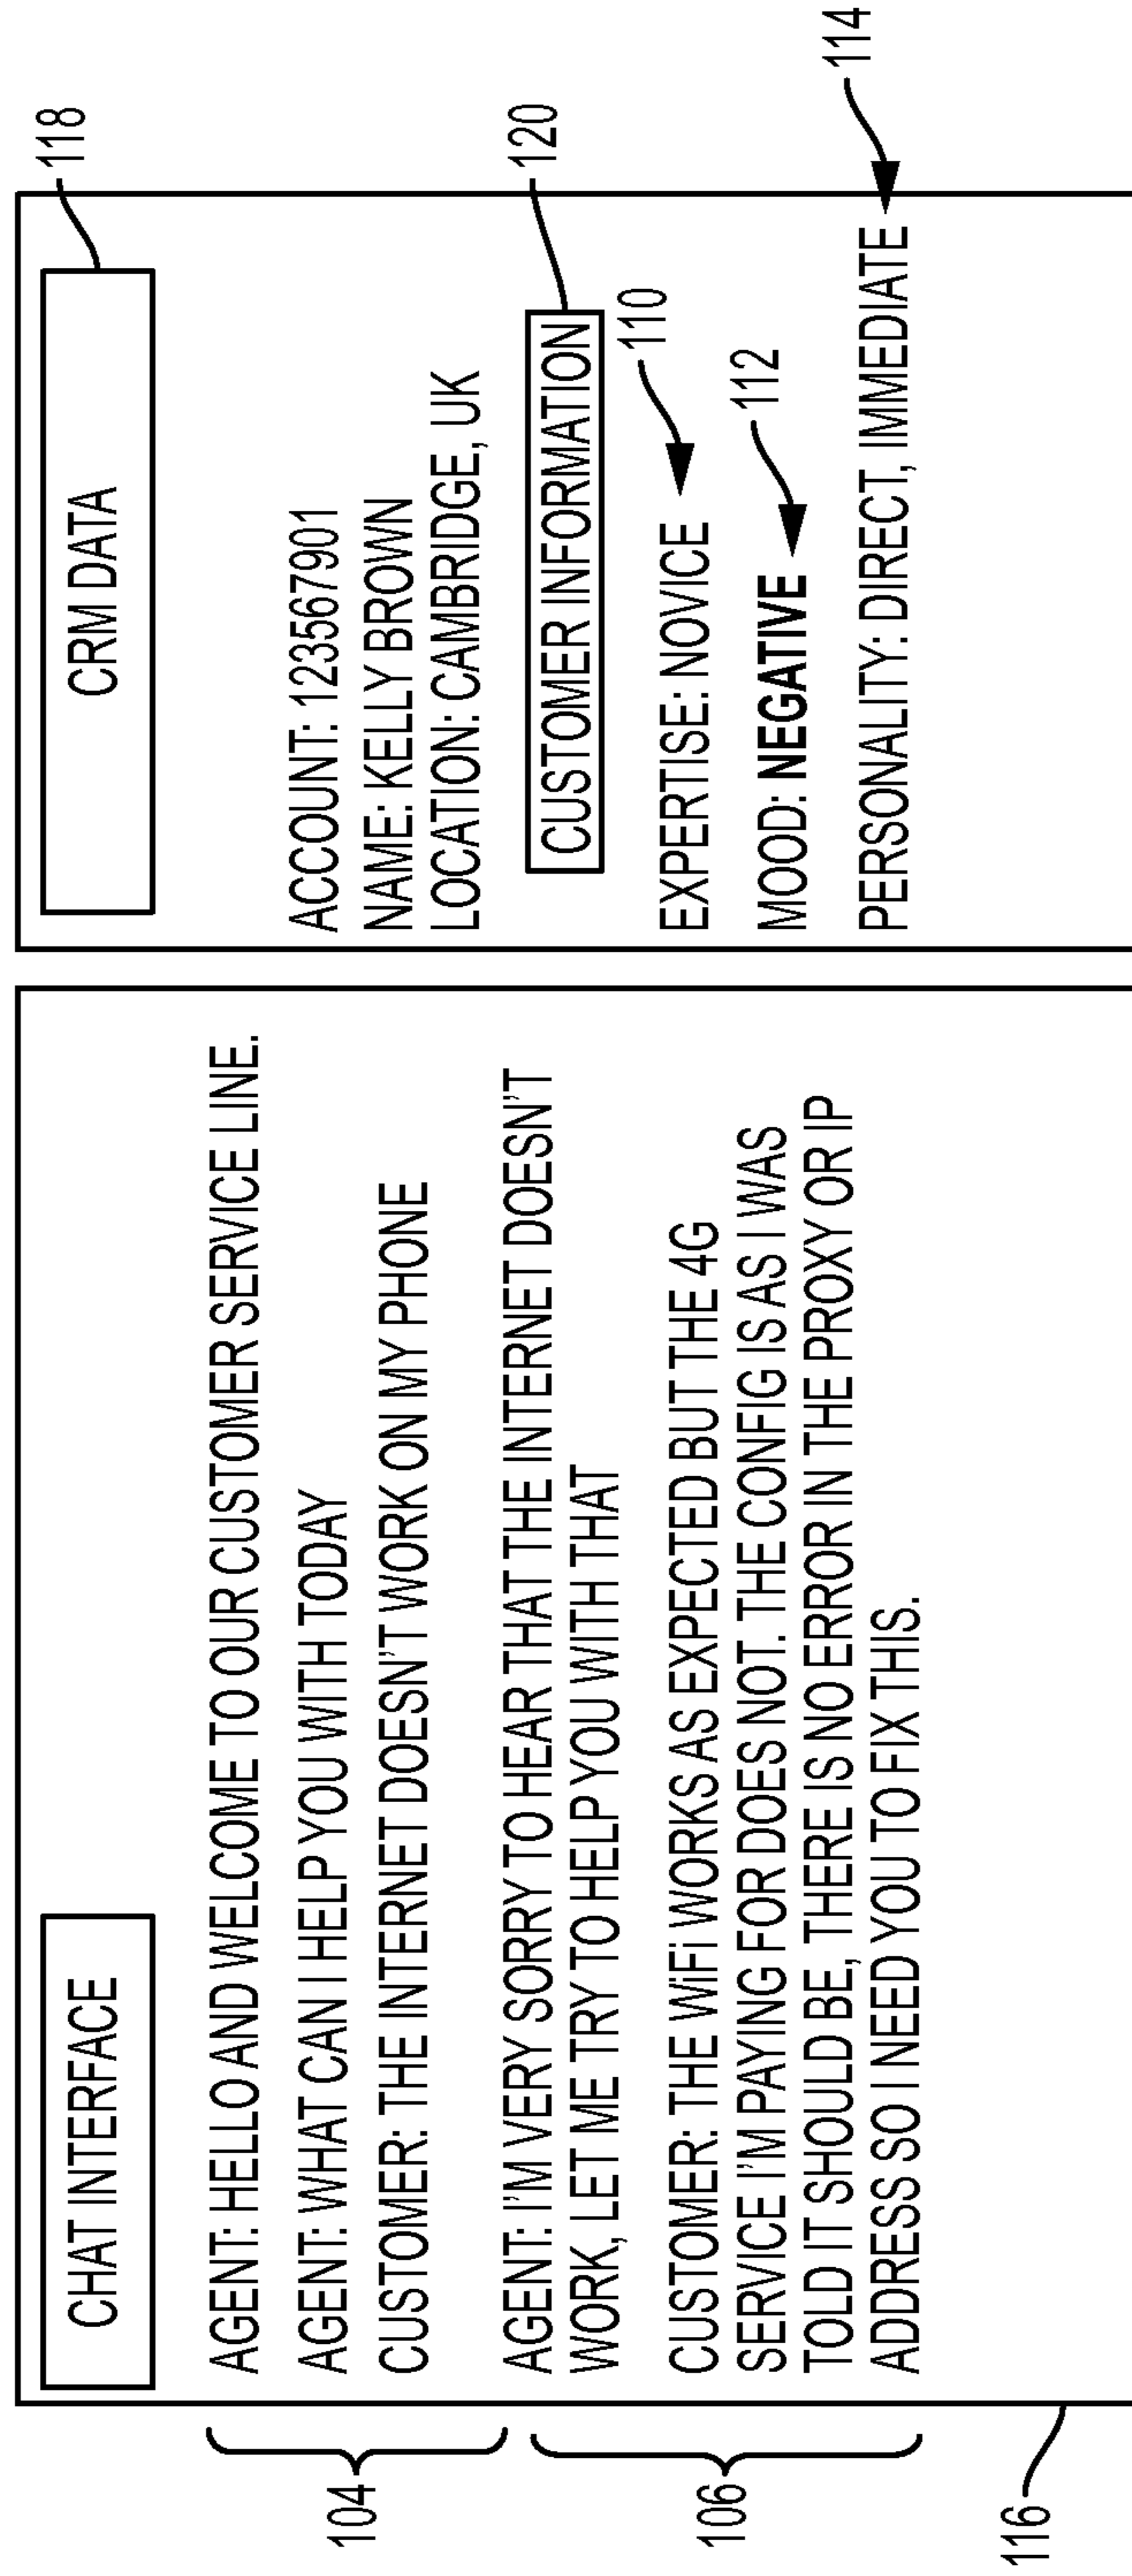 CHAT INTERFACE
AGENT: HELLO AND WELCOME TO OUR CUSTOMER SERVICE LINE.
AGENT: WHAT CAN I HELP YOU WITH TODAY
CUSTOMER: THE INTERNET DOESN'T WORK ON MY PHONE
AGENT: I'M VERY SORRY TO HEAR THAT THE INTERNET DOESN'T
WORK, LET ME TRY TO HELP YOU WITH THAT
CUSTOMER: THE WiFi WORKS AS EXPECTED BUT THE 4G
SERVICE I'M PAYING FOR DOES NOT. THE CONFIG IS AS I WAS
TOLD IT SHOULD BE, THERE IS NO ERROR IN THE PROXY OR IP
ADDRESS SO I NEED YOU TO FIX THIS.
104
106
116
CRM DATA
118
ACCOUNT: 123567901
NAME: KELLY BROWN
LOCATION: CAMBRIDGE, UK
CUSTOMER INFORMATION
120
EXPERTISE: NOVICE
110
MOOD: NEGATIVE
112
PERSONALITY: DIRECT, IMMEDIATE
114